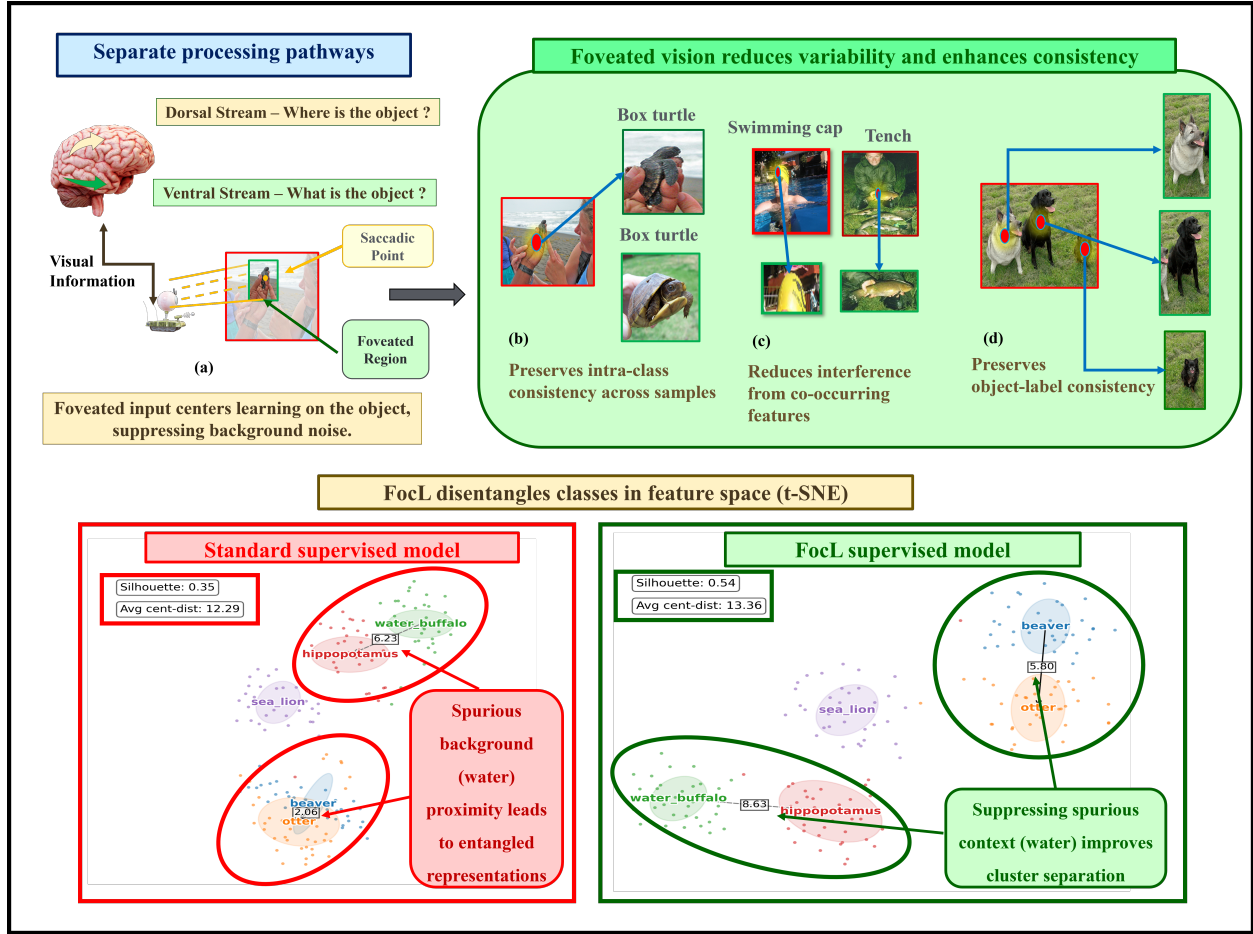 Separate processing pathways
Dorsal Stream – Where is the object ?
Ventral Stream – What is the object ?
Visual
Information
Saccadic
Point
Foveated
Region
(a)
Foveated input centers learning on the object,
suppressing background noise.
Foveated vision reduces variability and enhances consistency
Box turtle
Box turtle
(b)
Preserves intra-class
consistency across samples
Swimming cap
Tench
(c)
Reduces interference
from co-occurring
features
(d)
Preserves
object-label consistency
FocL disentangles classes in feature space (t-SNE)
Standard supervised model
Silhouette: 0.35
Avg cent-dist: 12.29
water_buffalo
6.23
hippopotamus
sea_lion
beaver
2.06
otter
Spurious
background
(water)
proximity leads
to entangled
representations
FocL supervised model
Silhouette: 0.54
Avg cent-dist: 13.36
beaver
5.80
otter
sea_lion
water_buffalo
8.63
hippopotamus
Suppressing spurious
context (water) improves
cluster separation